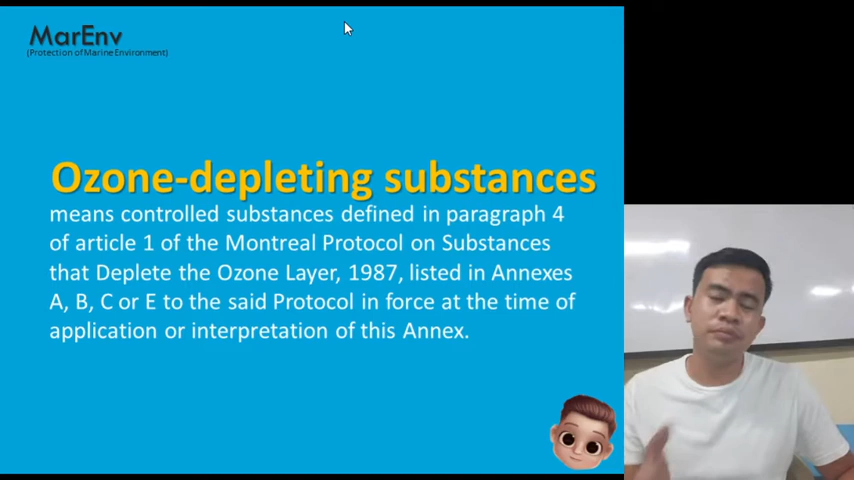 MarEnv
(Protection of Marine Environment)
Ozone-depleting substances
means controlled substances defined in paragraph 4
of article 1 of the Montreal Protocol on Substances
that Deplete the Ozone Layer, 1987, listed in Annexes
A, B, C or E to the said Protocol in force at the time of
application or interpretation of this Annex.